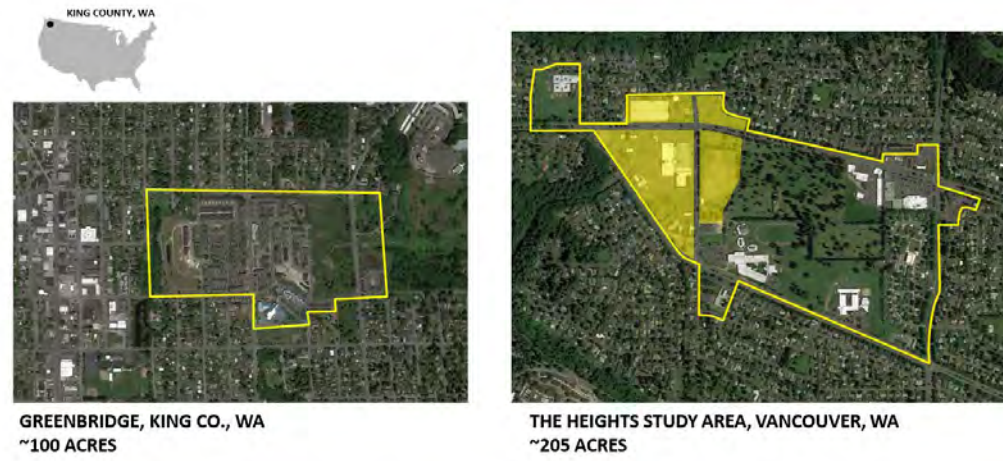 KING COUNTY, WA
GREENBRIDGE, KING CO., WA
~100 ACRES
THE HEIGHTS STUDY AREA, VANCOUVER, WA
~205 ACRES